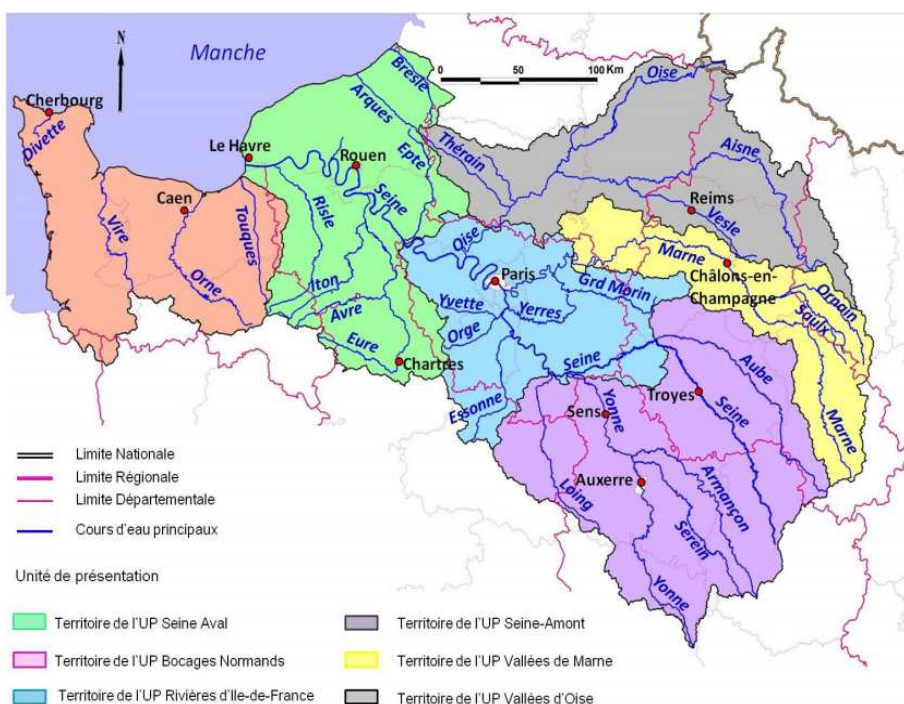 N
Manche
0 50 100 Km
Cherbourg
Divette
Bresle
Oise
Arques
Le Havre
Rouen
Epte
Thérain
Aisne
Caen
Seine
Reims
Vesle
Vire
Touques
Risle
Oise
Marne
Orne
Iton
Paris
Grd Morin
Châlons-en-
Champagne
Ornain
Yvette
Yerres
Saulx
Avre
Orge
Eure
Chartres
Seine
Aube
Essonne
Troyes
Seine
Marne
Sens
Yonne
Auxerre
Armançon
Loing
Serein
Yonne
Limite Nationale
Limite Régionale
Limite Départementale
Cours d'eau principaux
Unité de présentation
Territoire de l'UP Seine Aval
Territoire de l'UP Seine-Amont
Territoire de l'UP Bocages Normands
Territoire de l'UP Vallées de Marne
Territoire de l'UP Rivières d'Ile-de-France
Territoire de l'UP Vallées d'Oise